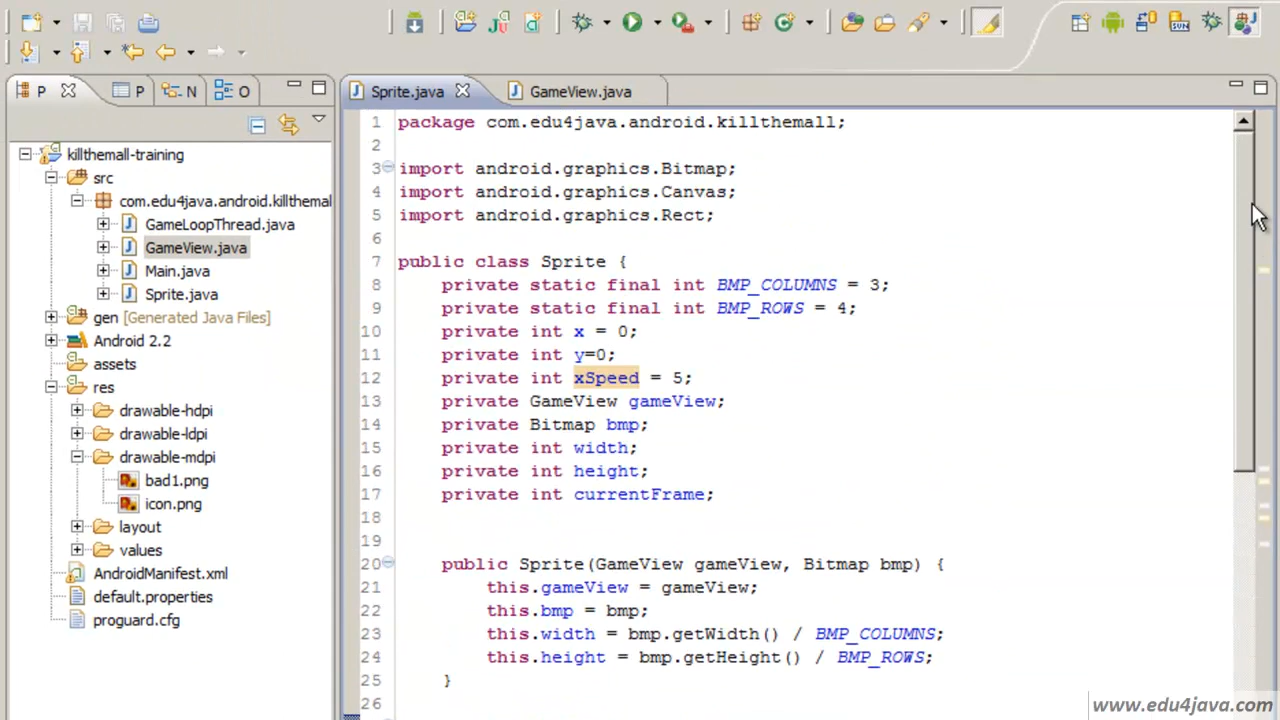 P
P
N
O
Sprite.java
GameView.java
killthemall-training
src
com.edu4java.android.killthemal
GameLoopThread.java
GameView.java
Main.java
Sprite.java
gen [Generated Java Files]
Android 2.2
assets
res
drawable-hdpi
drawable-ldpi
drawable-mdpi
bad1.png
icon.png
layout
values
AndroidManifest.xml
default.properties
proguard.cfg
1 package com.edu4java.android.killthemall;
2
3 import android.graphics.Bitmap;
4 import android.graphics.Canvas;
5 import android.graphics.Rect;
6
7 public class Sprite {
8 private static final int BMP_COLUMNS = 3;
9 private static final int BMP_ROWS = 4;
10 private int x = 0;
11 private int y=0;
12 private int xSpeed = 5;
13 private GameView gameView;
14 private Bitmap bmp;
15 private int width;
16 private int height;
17 private int currentFrame;
18
19
20 public Sprite(GameView gameView, Bitmap bmp) {
21 this.gameView = gameView;
22 this.bmp = bmp;
23 this.width = bmp.getWidth() / BMP_COLUMNS;
24 this.height = bmp.getHeight() / BMP_ROWS;
25 }
26
www.edu4java.com